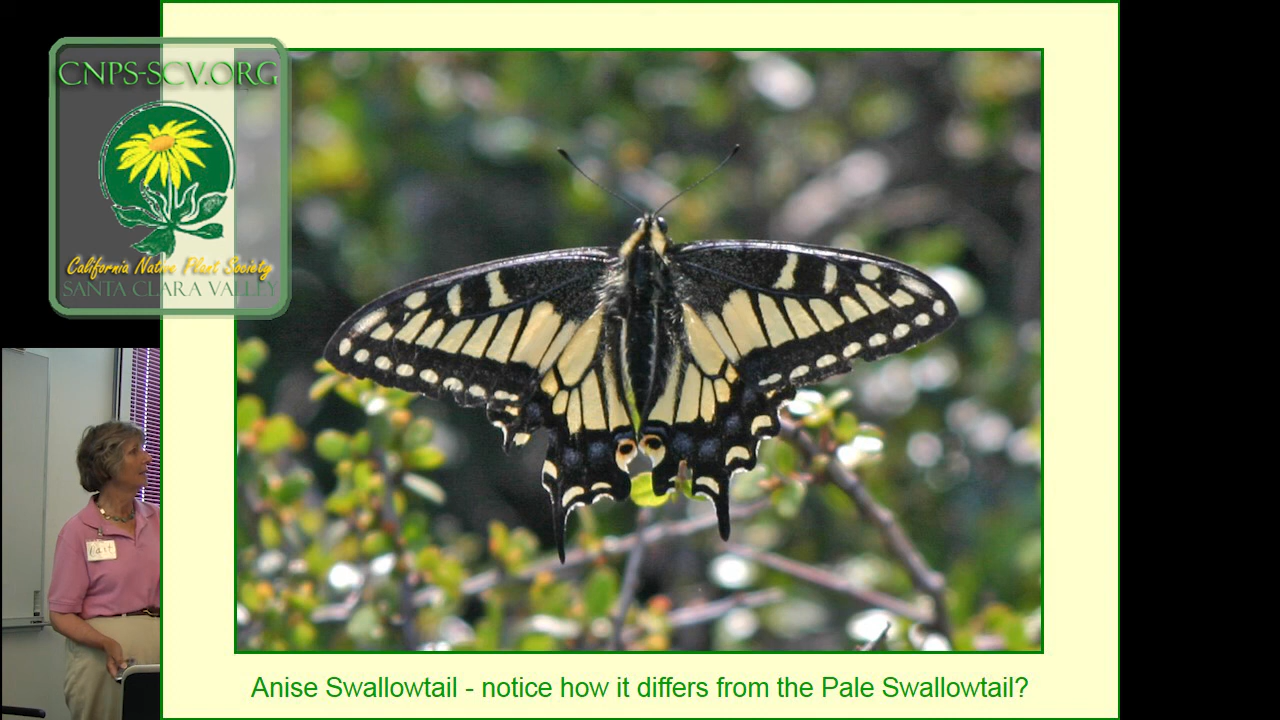 CNPS-SCV.ORG
California Native Plant Society
SANTA CLARA VALLEY
Anise Swallowtail - notice how it differs from the Pale Swallowtail?